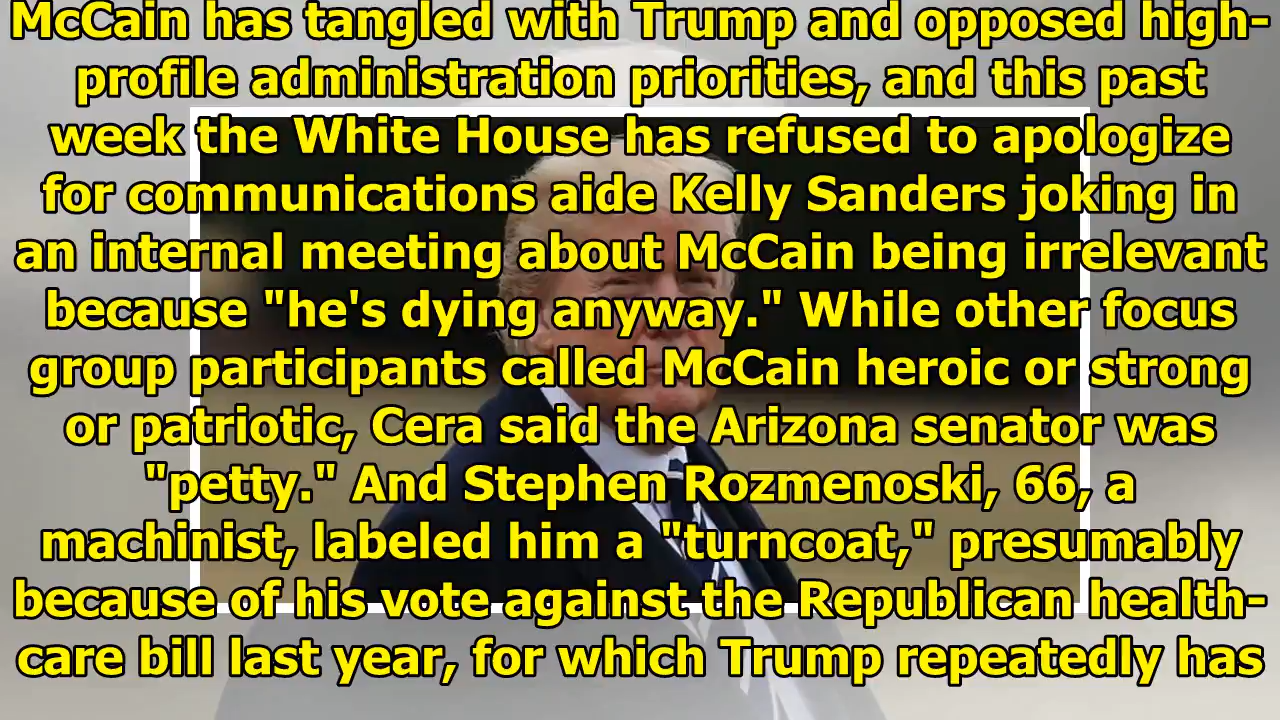 McCain has tangled with Trump and opposed high-
profile administration priorities, and this past
week the White House has refused to apologize
for communications aide Kelly Sanders joking in
an internal meeting about McCain being irrelevant
because "he's dying anyway." While other focus
group participants called McCain heroic or strong
or patriotic, Cera said the Arizona senator was
"petty." And Stephen Rozmenoski, 66, a
machinist, labeled him a "turncoat," presumably
because of his vote against the Republican health-
care bill last year, for which Trump repeatedly has